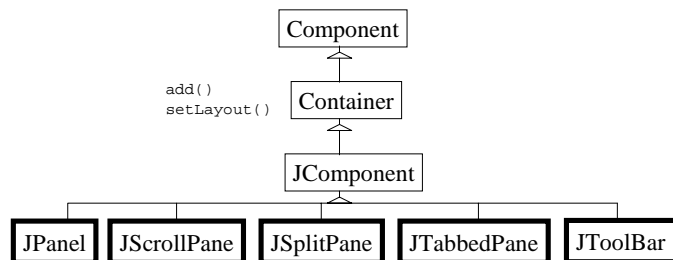 Component
add()
setLayout()
Container
JComponent
JPanel
JScrollPane
JSplitPane
JTabbedPane
JToolBar